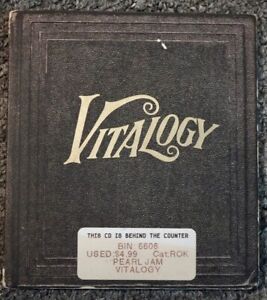 VITALOGY
THIS CD IS BEHIND THE COUNTER
BIN: 6606
USED:$4.99 Cat:ROK
PEARL JAM
VITALOGY